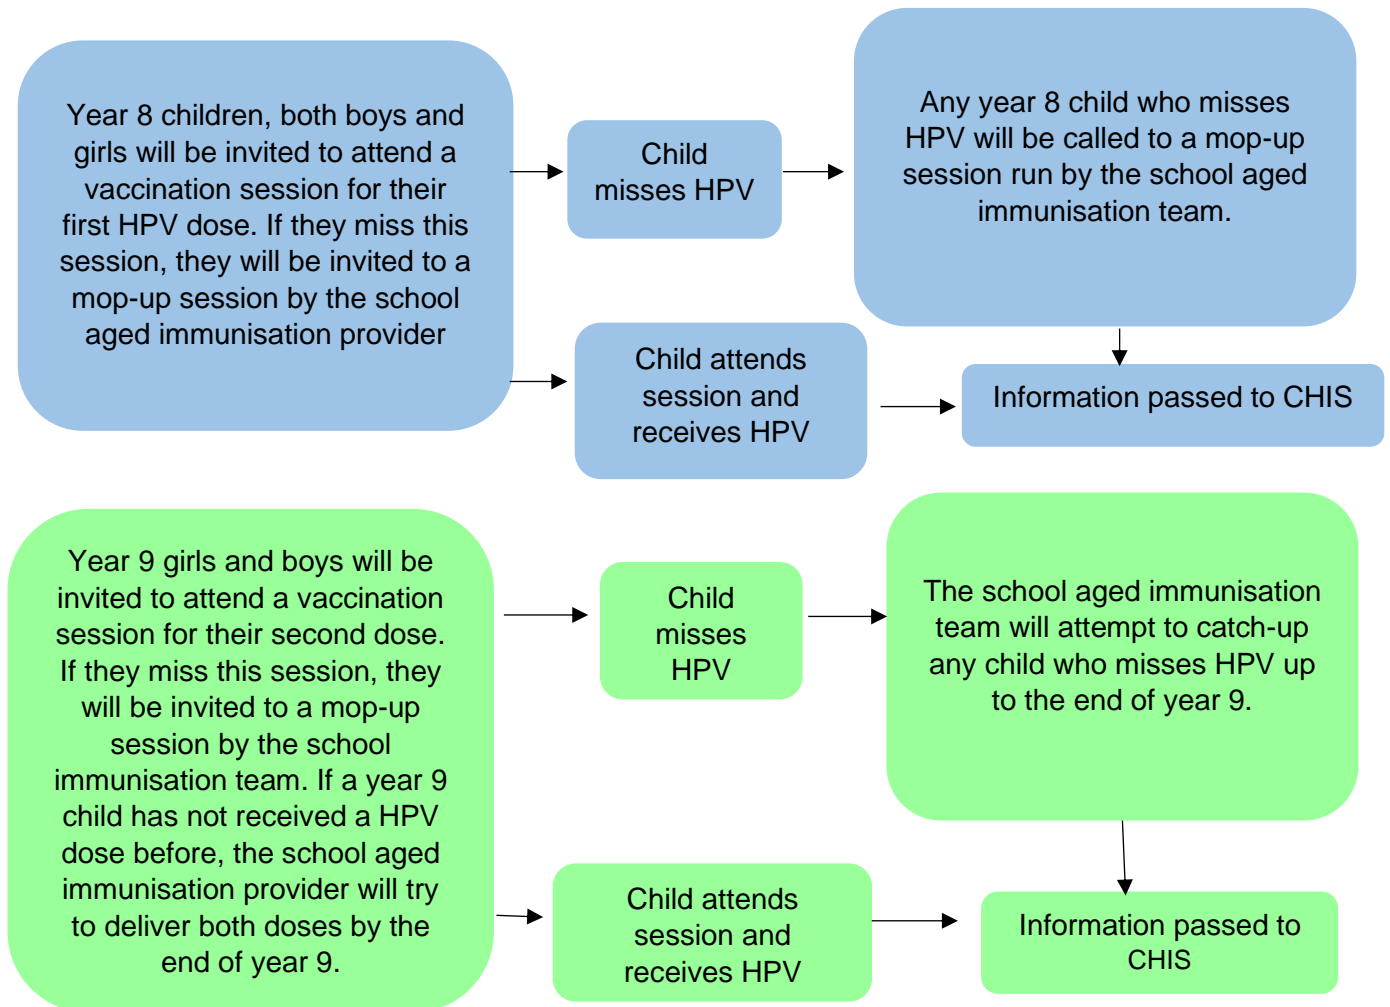 Year 8 children, both boys and
girls will be invited to attend a
vaccination session for their
first HPV dose. If they miss this
session, they will be invited to a
mop-up session by the school
aged immunisation provider
Child
misses HPV
Any year 8 child who misses
HPV will be called to a mop-up
session run by the school aged
immunisation team.
Child attends
session and
receives HPV
Information passed to CHIS
Year 9 girls and boys will be
invited to attend a vaccination
session for their second dose.
If they miss this session, they
will be invited to a mop-up
session by the school
immunisation team. If a year 9
child has not received a HPV
dose before, the school aged
immunisation provider will try
to deliver both doses by the
end of year 9.
Child
misses
HPV
The school aged immunisation
team will attempt to catch-up
any child who misses HPV up
to the end of year 9.
Child attends
session and
receives HPV
Information passed to
CHIS